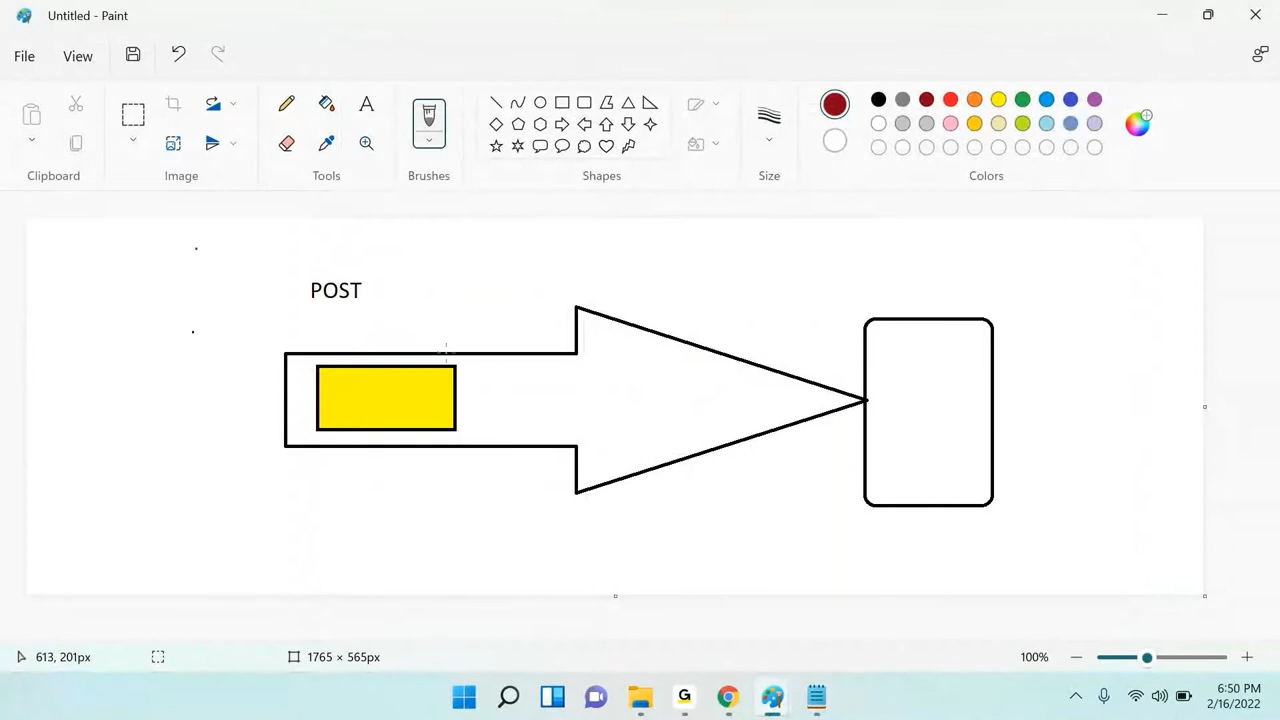 Untitled - Paint
File
View
Clipboard
Image
Tools
Brushes
Shapes
Size
Colors
POST
613, 201px
1765 × 565px
100%
6:50 PM
2/16/2022